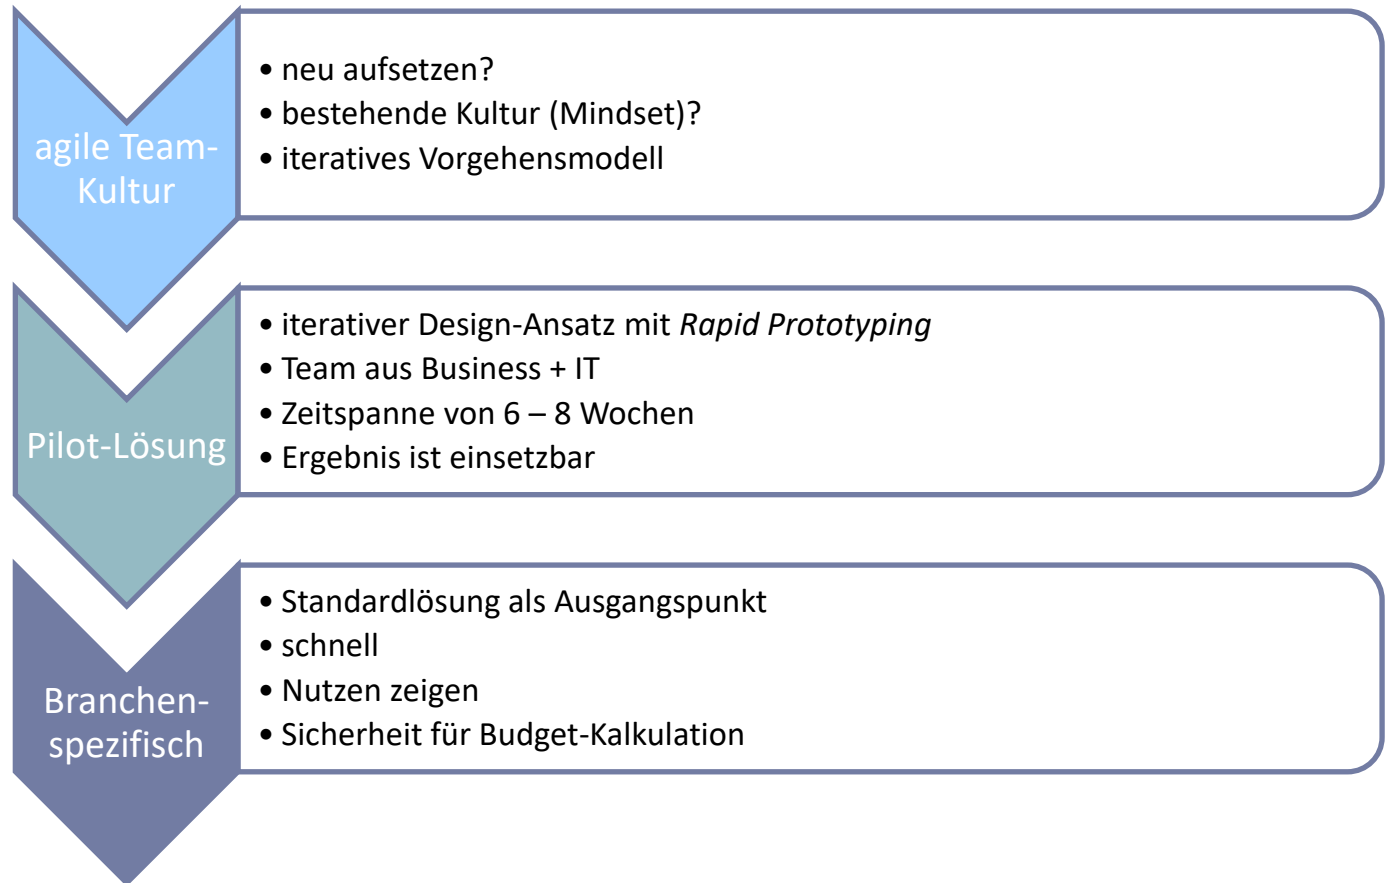 agile Team-
Kultur
• neu aufsetzen?
• bestehende Kultur (Mindset)?
• iteratives Vorgehensmodell
Pilot-Lösung
• iterativer Design-Ansatz mit Rapid Prototyping
• Team aus Business + IT
• Zeitspanne von 6 – 8 Wochen
• Ergebnis ist einsetzbar
Branchen-
spezifisch
• Standardlösung als Ausgangspunkt
• schnell
• Nutzen zeigen
• Sicherheit für Budget-Kalkulation